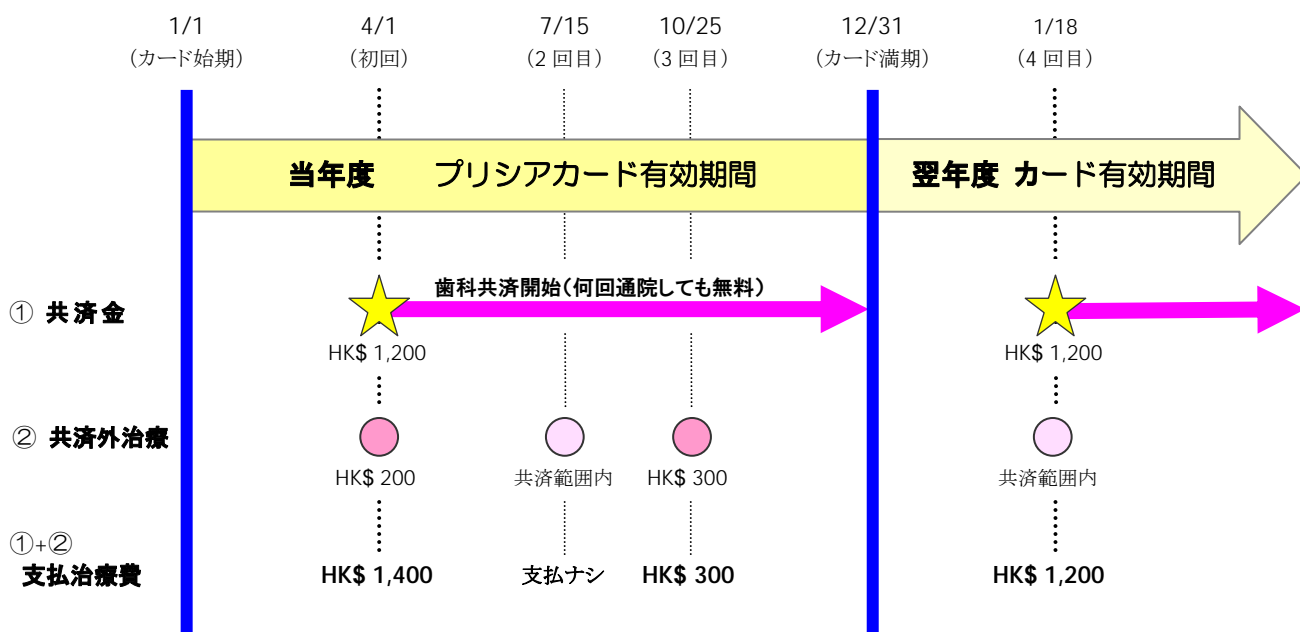 1/1 4/1 7/15 10/25 12/31 1/18
（カード始期） （初回） （2 回目） （3 回目） （カード満期） （4 回目）
当年度 プリシアカード有効期間 翌年度 カード有効期間
歯科共済開始（何回通院しても無料）
① 共済金
HK$ 1,200 HK$ 1,200
② 共済外治療
HK$ 200 共済範囲内 HK$ 300 共済範囲内
①+②
支払治療費 HK$ 1,400 支払ナシ HK$ 300 HK$ 1,200